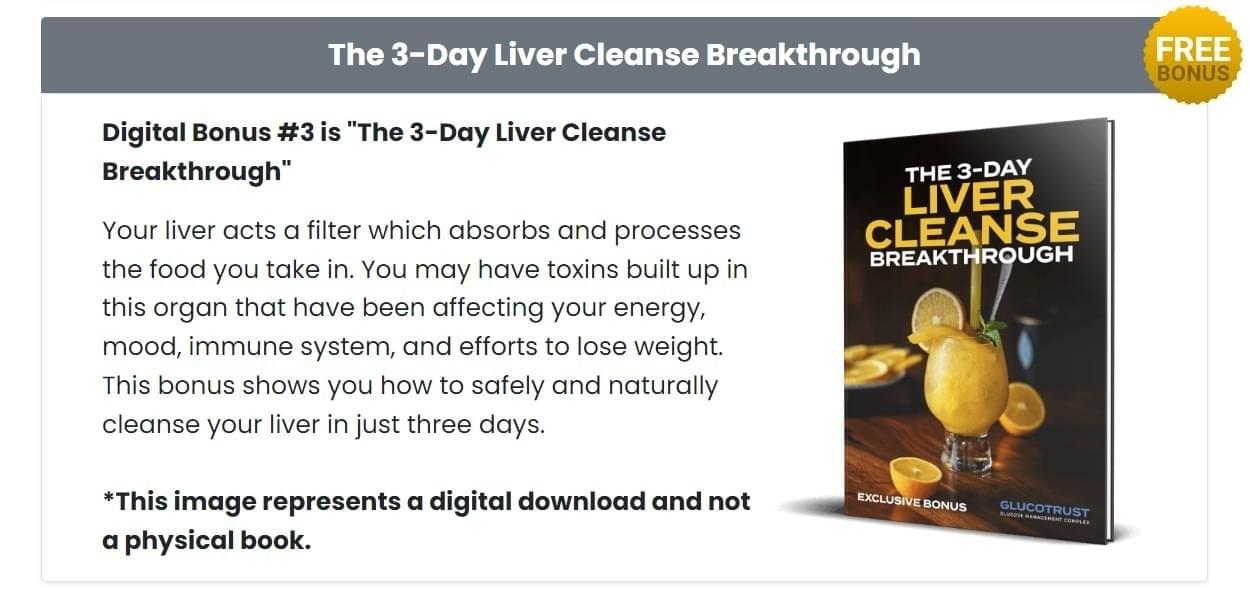 The 3-Day Liver Cleanse Breakthrough
FREE
BONUS
Digital Bonus #3 is "The 3-Day Liver Cleanse
Breakthrough"
Your liver acts a filter which absorbs and processes
the food you take in. You may have toxins built up in
this organ that have been affecting your energy,
mood, immune system, and efforts to lose weight.
This bonus shows you how to safely and naturally
cleanse your liver in just three days.
*This image represents a digital download and not
a physical book.
THE 3-DAY
LIVER
CLEANSE
BREAKTHROUGH
EXCLUSIVE BONUS
GLUCOTRUST
GLUCOSE MANAGEMENT COMPLEX